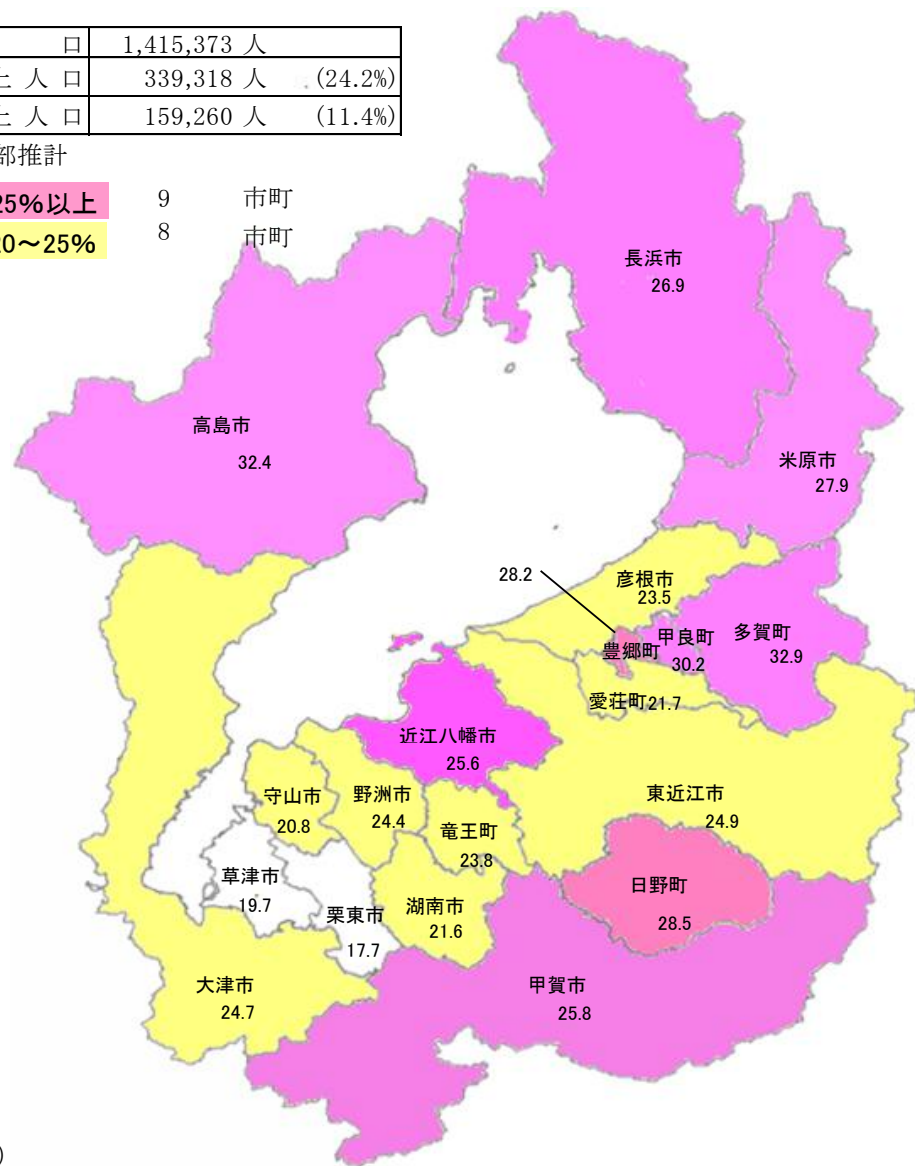 口 1,415,373 人
上 人 口 339,318 人 (24.2%)
上 人 口 159,260 人 (11.4%)
部推計
25%以上 9 市町
20～25% 8 市町
長浜市
26.9
高島市
32.4
米原市
27.9
28.2
彦根市
23.5
豊郷町
甲良町
30.2
多賀町
32.9
愛荘町21.7
近江八幡市
25.6
守山市
20.8
野洲市
24.4
竜王町
23.8
東近江市
24.9
草津市
19.7
栗東市
17.7
湖南市
21.6
日野町
28.5
大津市
24.7
甲賀市
25.8
)